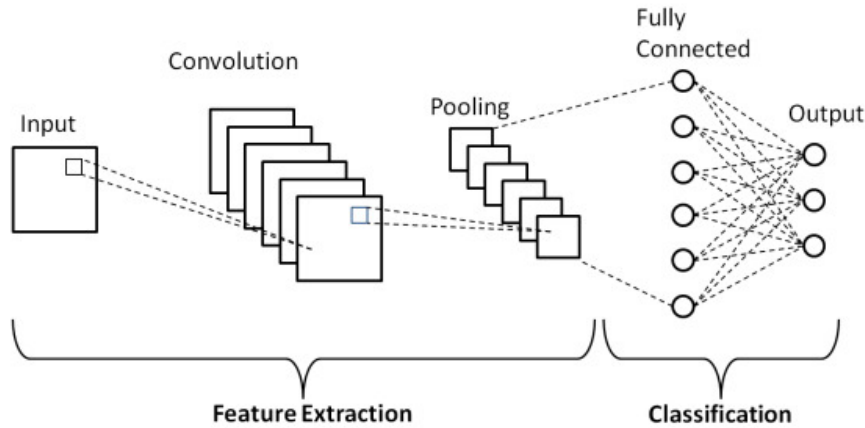 Input
Convolution
Pooling
Fully
Connected
Output
Feature Extraction
Classification